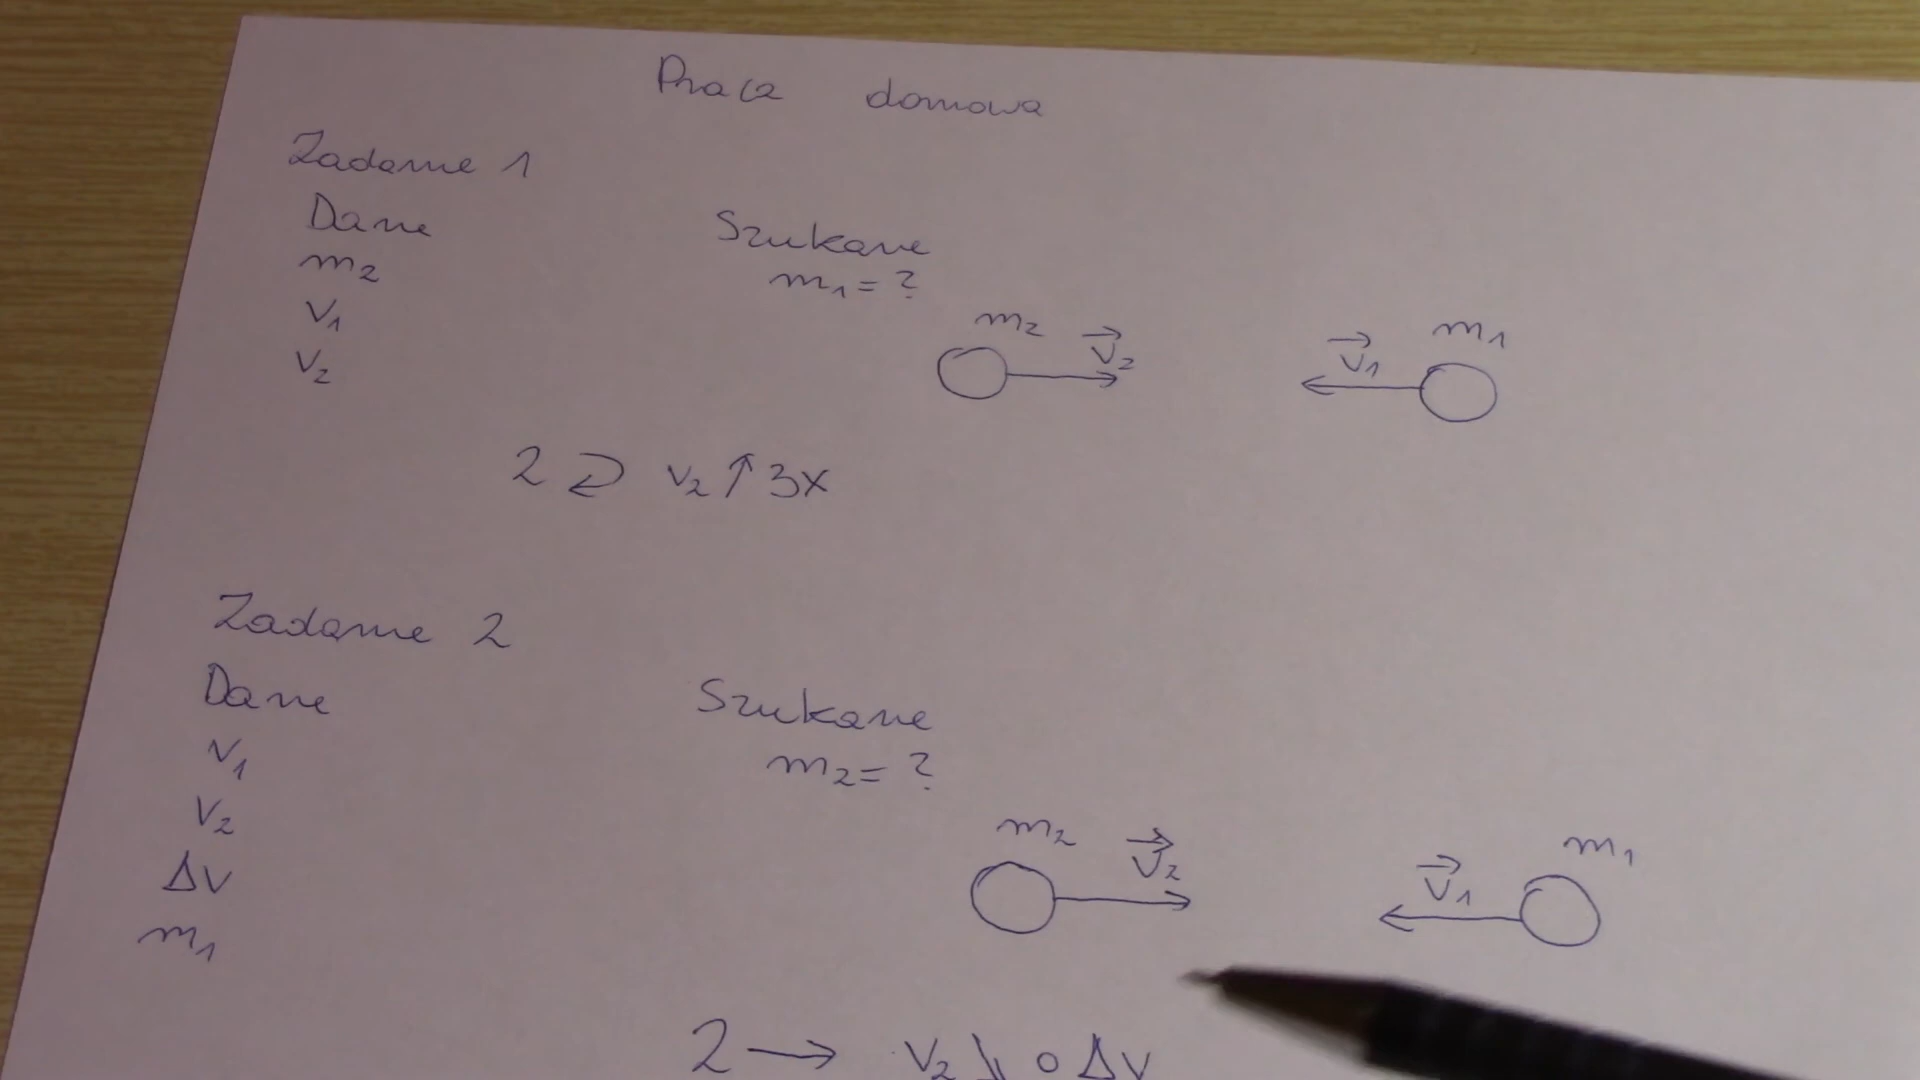 Praca domowa
Zadanie 1
Dane
Szukane
m₂
m₁ = ?
v₁
v₂
m₂
v₂
v₁
m₁
2 v₂ ↑ 3x
Zadanie 2
Dane
Szukane
v₁
m₂ = ?
v₂
Δv
m₁
m₂
v₂
v₁
m₁
2 → v₂ ↓ o Δv